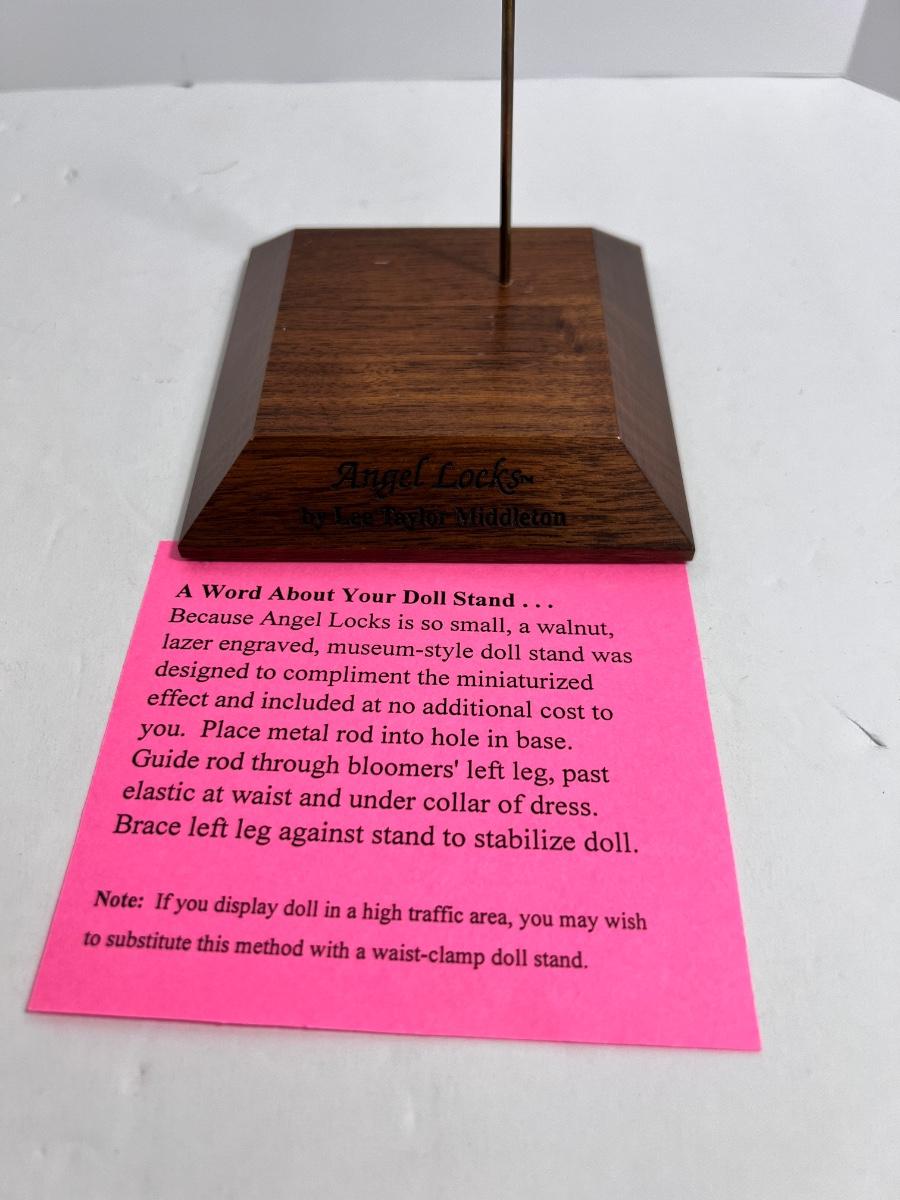 Angel Locks™
by Lee Taylor Middleton
A Word About Your Doll Stand . . .
Because Angel Locks is so small, a walnut,
lazer engraved, museum-style doll stand was
designed to compliment the miniaturized
effect and included at no additional cost to
you.  Place metal rod into hole in base.
Guide rod through bloomers' left leg, past
elastic at waist and under collar of dress.
Brace left leg against stand to stabilize doll.
Note:  If you display doll in a high traffic area, you may wish
to substitute this method with a waist-clamp doll stand.